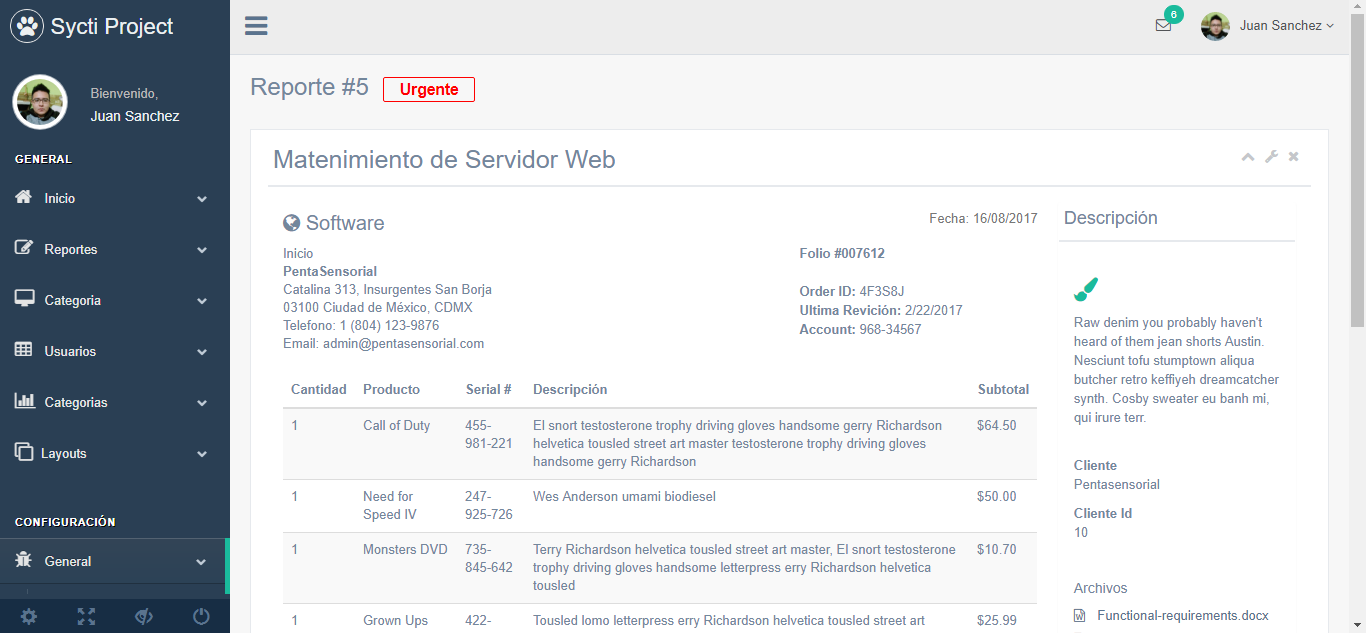 Sycti Project
Bienvenido,
Juan Sanchez
GENERAL
Inicio
Reportes
Categoria
Usuarios
Categorias
Layouts
CONFIGURACIÓN
General
6
Juan Sanchez
Reporte #5
Urgente
Matenimiento de Servidor Web
Software
Fecha: 16/08/2017
Inicio
PentaSensorial
Catalina 313, Insurgentes San Borja
03100 Ciudad de México, CDMX
Telefono: 1 (804) 123-9876
Email: admin@pentasensorial.com
Folio #007612
Order ID: 4F3S8J
Ultima Revición: 2/22/2017
Account: 968-34567
Cantidad Producto Serial # Descripción Subtotal
1 Call of Duty 455-981-221 El snort testosterone trophy driving gloves handsome gerry Richardson $64.50
helvetica tousled street art master testosterone trophy driving gloves
handsome gerry Richardson
1 Need for Speed IV 247-925-726 Wes Anderson umami biodiesel $50.00
1 Monsters DVD 735-845-642 Terry Richardson helvetica tousled street art master, El snort testosterone $10.70
trophy driving gloves handsome letterpress erry Richardson helvetica
tousled
1 Grown Ups 422- Tousled lomo letterpress erry Richardson helvetica tousled street art $25.99
Descripción
Raw denim you probably haven't
heard of them jean shorts Austin.
Nesciunt tofu stumptown aliqua
butcher retro keffiyeh dreamcatcher
synth. Cosby sweater eu banh mi,
qui irure terr.
Cliente
Pentasensorial
Cliente Id
10
Archivos
Functional-requirements.docx